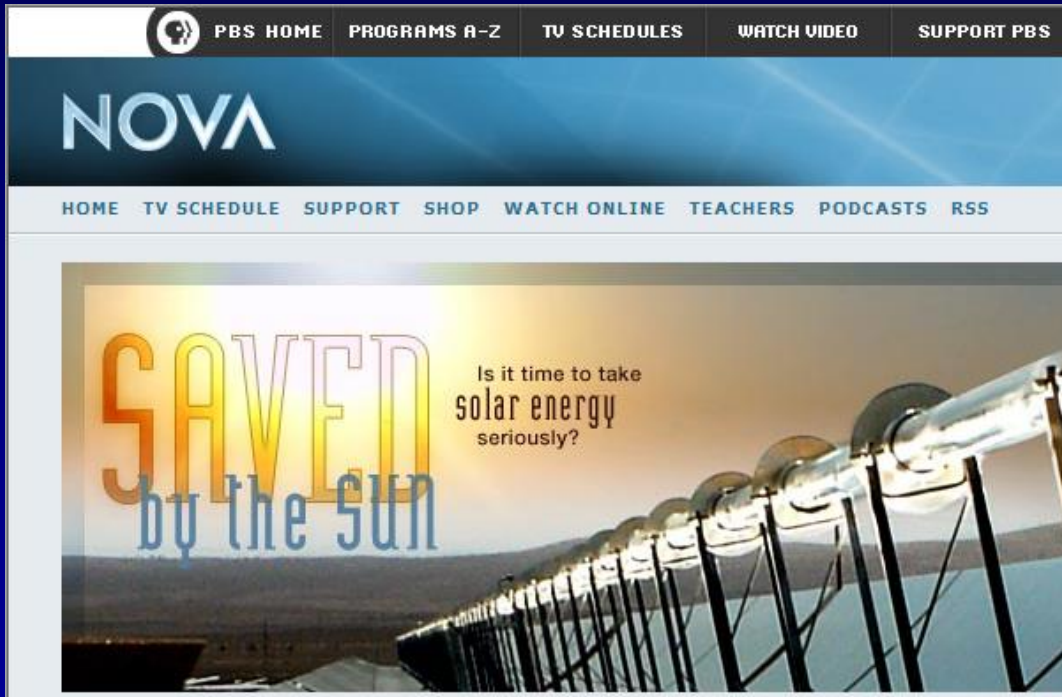 PBS HOME PROGRAMS A-Z TV SCHEDULES WATCH VIDEO SUPPORT PBS
NOVA
HOME TV SCHEDULE SUPPORT SHOP WATCH ONLINE TEACHERS PODCASTS RSS
SAVED
by the SUN
Is it time to take
solar energy
seriously?